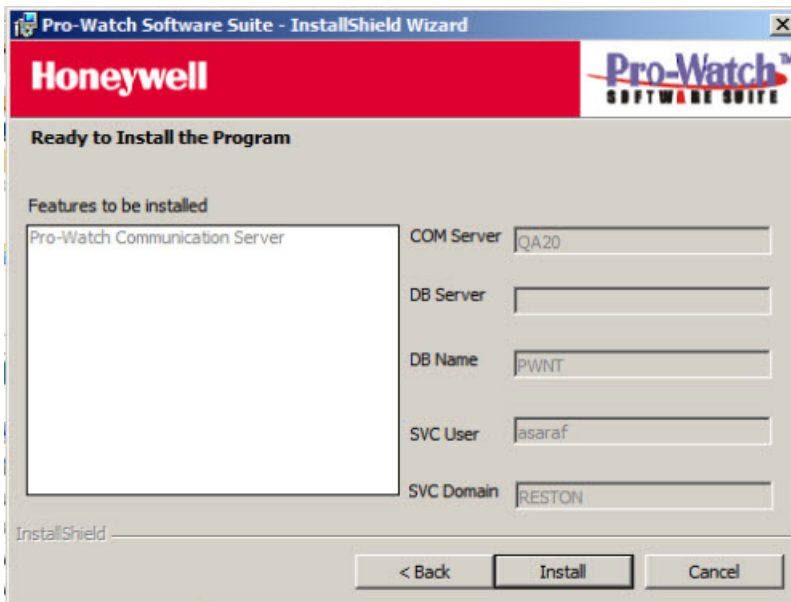 Pro-Watch Software Suite - InstallShield Wizard
Honeywell
Pro-Watch™
SOFTWARE SUITE
Ready to Install the Program
Features to be installed
Pro-Watch Communication Server
COM Server QA20
DB Server
DB Name PWNT
SVC User asaraf
SVC Domain RESTON
InstallShield
< Back Install Cancel